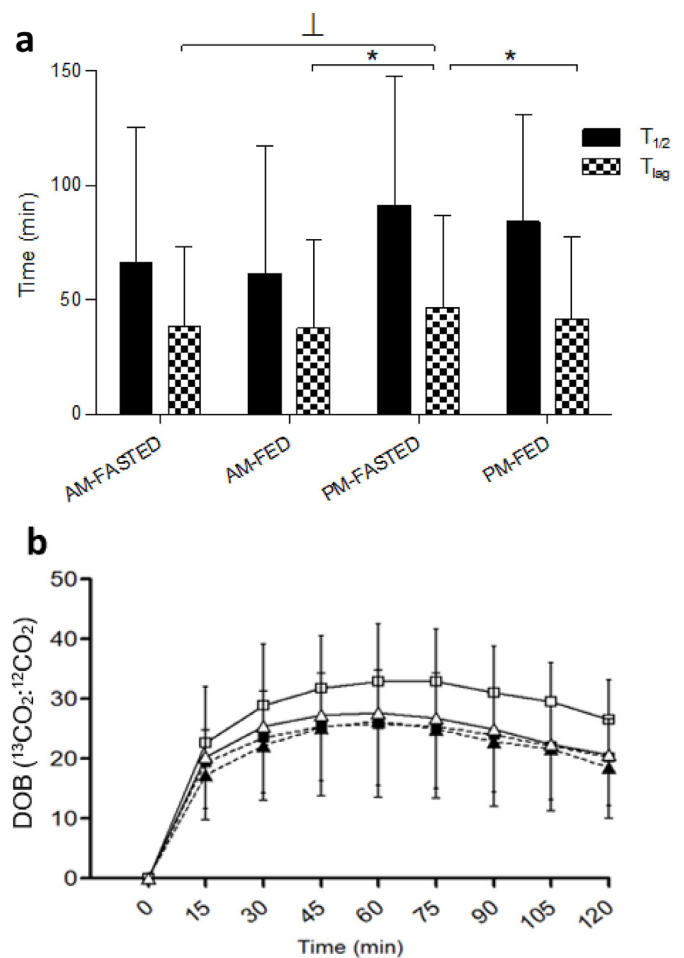 a
⊥
* *
150
100
50
0
Time (min)
T1/2
Tlag
AM-FASTED
AM-FED
PM-FASTED
PM-FED
b
50
40
30
20
10
0
DOB (¹³CO₂:¹²CO₂)
0 15 30 45 60 75 90 105 120
Time (min)